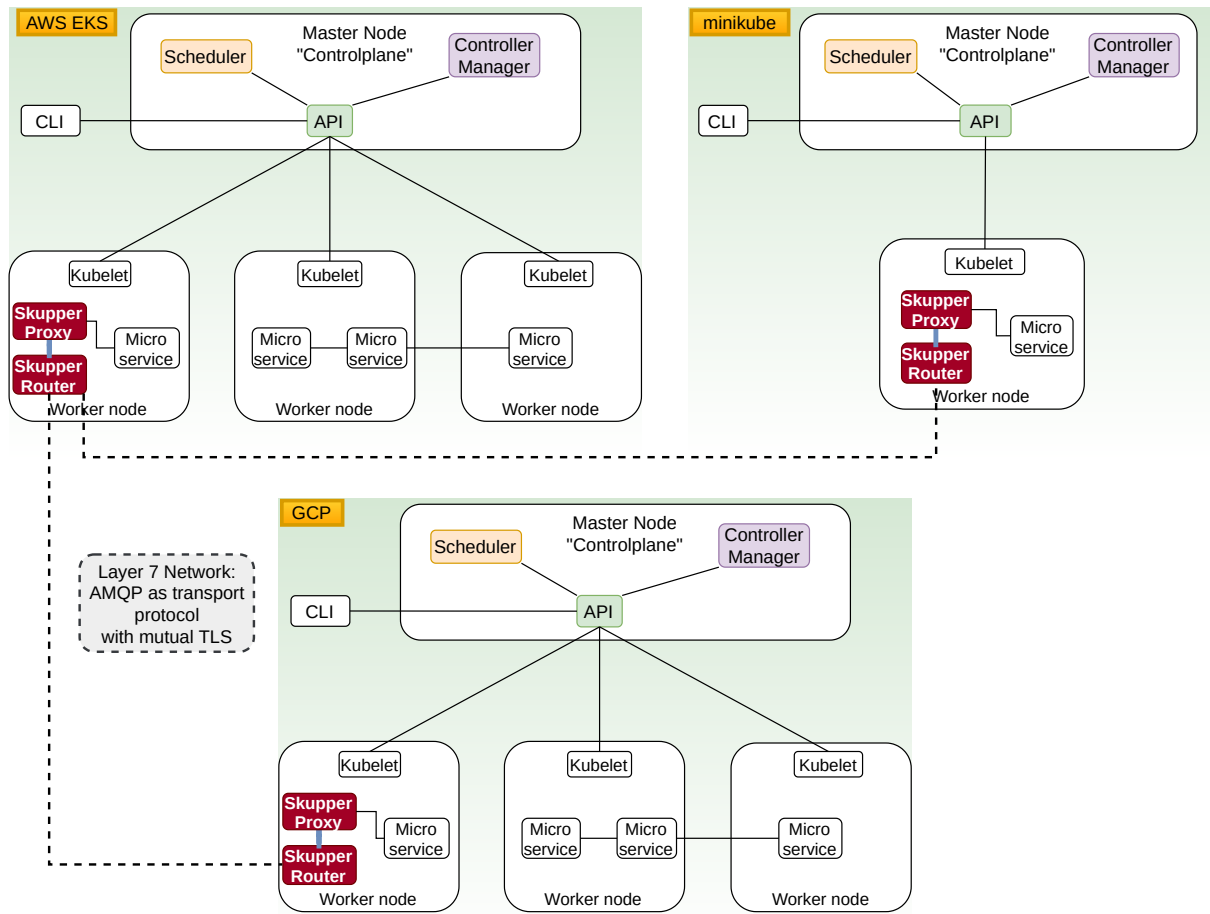 AWS EKS
Master Node
"Controlplane"
Scheduler
Controller
Manager
CLI
API
Kubelet
Kubelet
Kubelet
Skupper
Proxy
Skupper
Router
Micro
service
Worker node
Micro
service
Micro
service
Worker node
Micro
service
Worker node
minikube
Master Node
"Controlplane"
Scheduler
Controller
Manager
CLI
API
Kubelet
Skupper
Proxy
Skupper
Router
Micro
service
Worker node
Layer 7 Network:
AMQP as transport
protocol
with mutual TLS
GCP
Master Node
"Controlplane"
Scheduler
Controller
Manager
CLI
API
Kubelet
Kubelet
Kubelet
Skupper
Proxy
Skupper
Router
Micro
service
Worker node
Micro
service
Micro
service
Worker node
Micro
service
Worker node